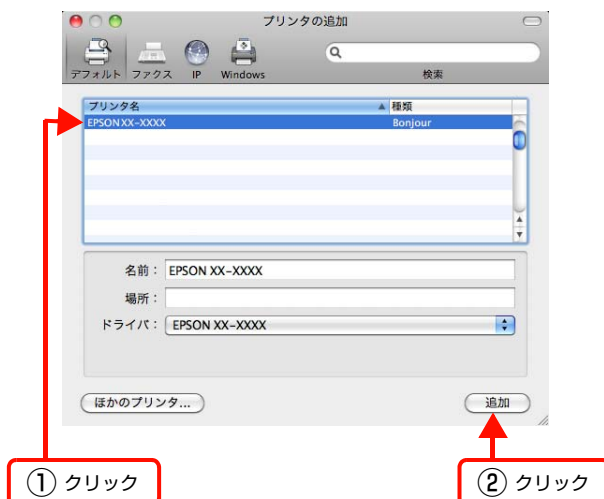 プリンタの追加
デフォルト ファクス IP Windows 検索
プリンタ名 種類
EPSONXX-XXXX Bonjour
名前： EPSON XX-XXXX
場所：
ドライバ： EPSON XX-XXXX
ほかのプリンタ... 追加
① クリック ② クリック